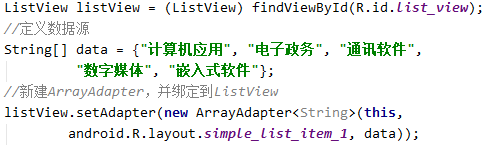 ListView listView = (ListView) findViewById(R.id.list_view);
//定义数据源
String[] data = {"计算机应用", "电子政务", "通讯软件",
"数字媒体", "嵌入式软件"};
//新建ArrayAdapter，并绑定到ListView
listView.setAdapter(new ArrayAdapter<String>(this,
android.R.layout.simple_list_item_1, data));